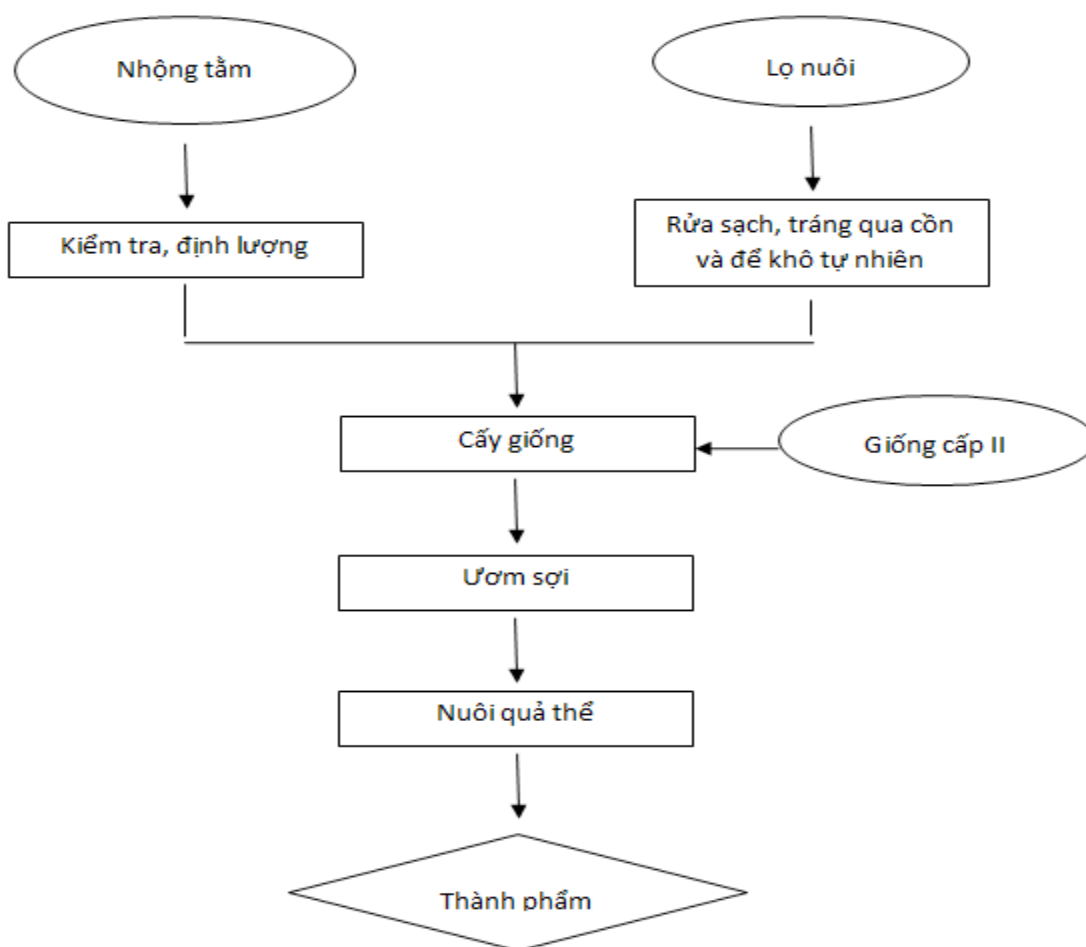 Nhộng tằm
Lọ nuôi
Kiểm tra, định lượng
Rửa sạch, tráng qua cồn
và để khô tự nhiên
Cấy giống
Giống cấp II
Ươm sợi
Nuôi quả thể
Thành phẩm